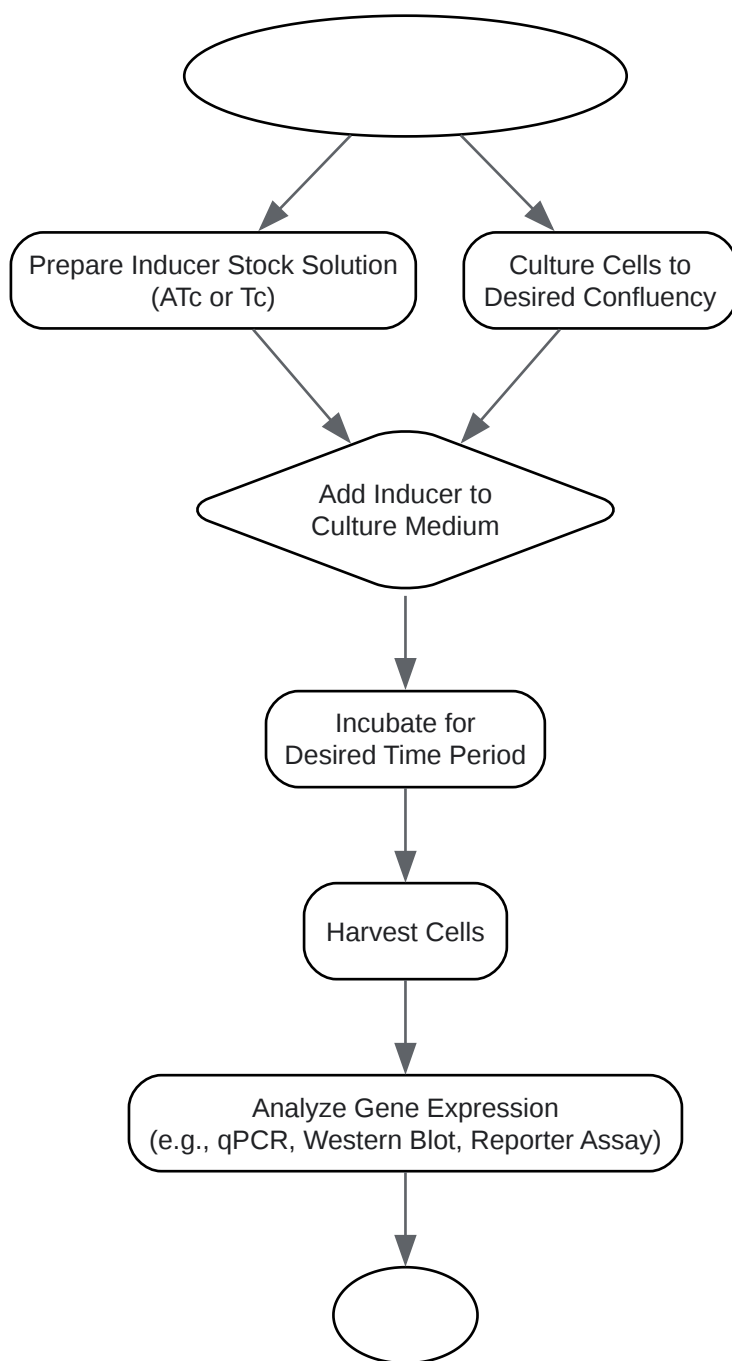 Prepare Inducer Stock Solution
(ATc or Tc)
Culture Cells to
Desired Confluency
Add Inducer to
Culture Medium
Incubate for
Desired Time Period
Harvest Cells
Analyze Gene Expression
(e.g., qPCR, Western Blot, Reporter Assay)